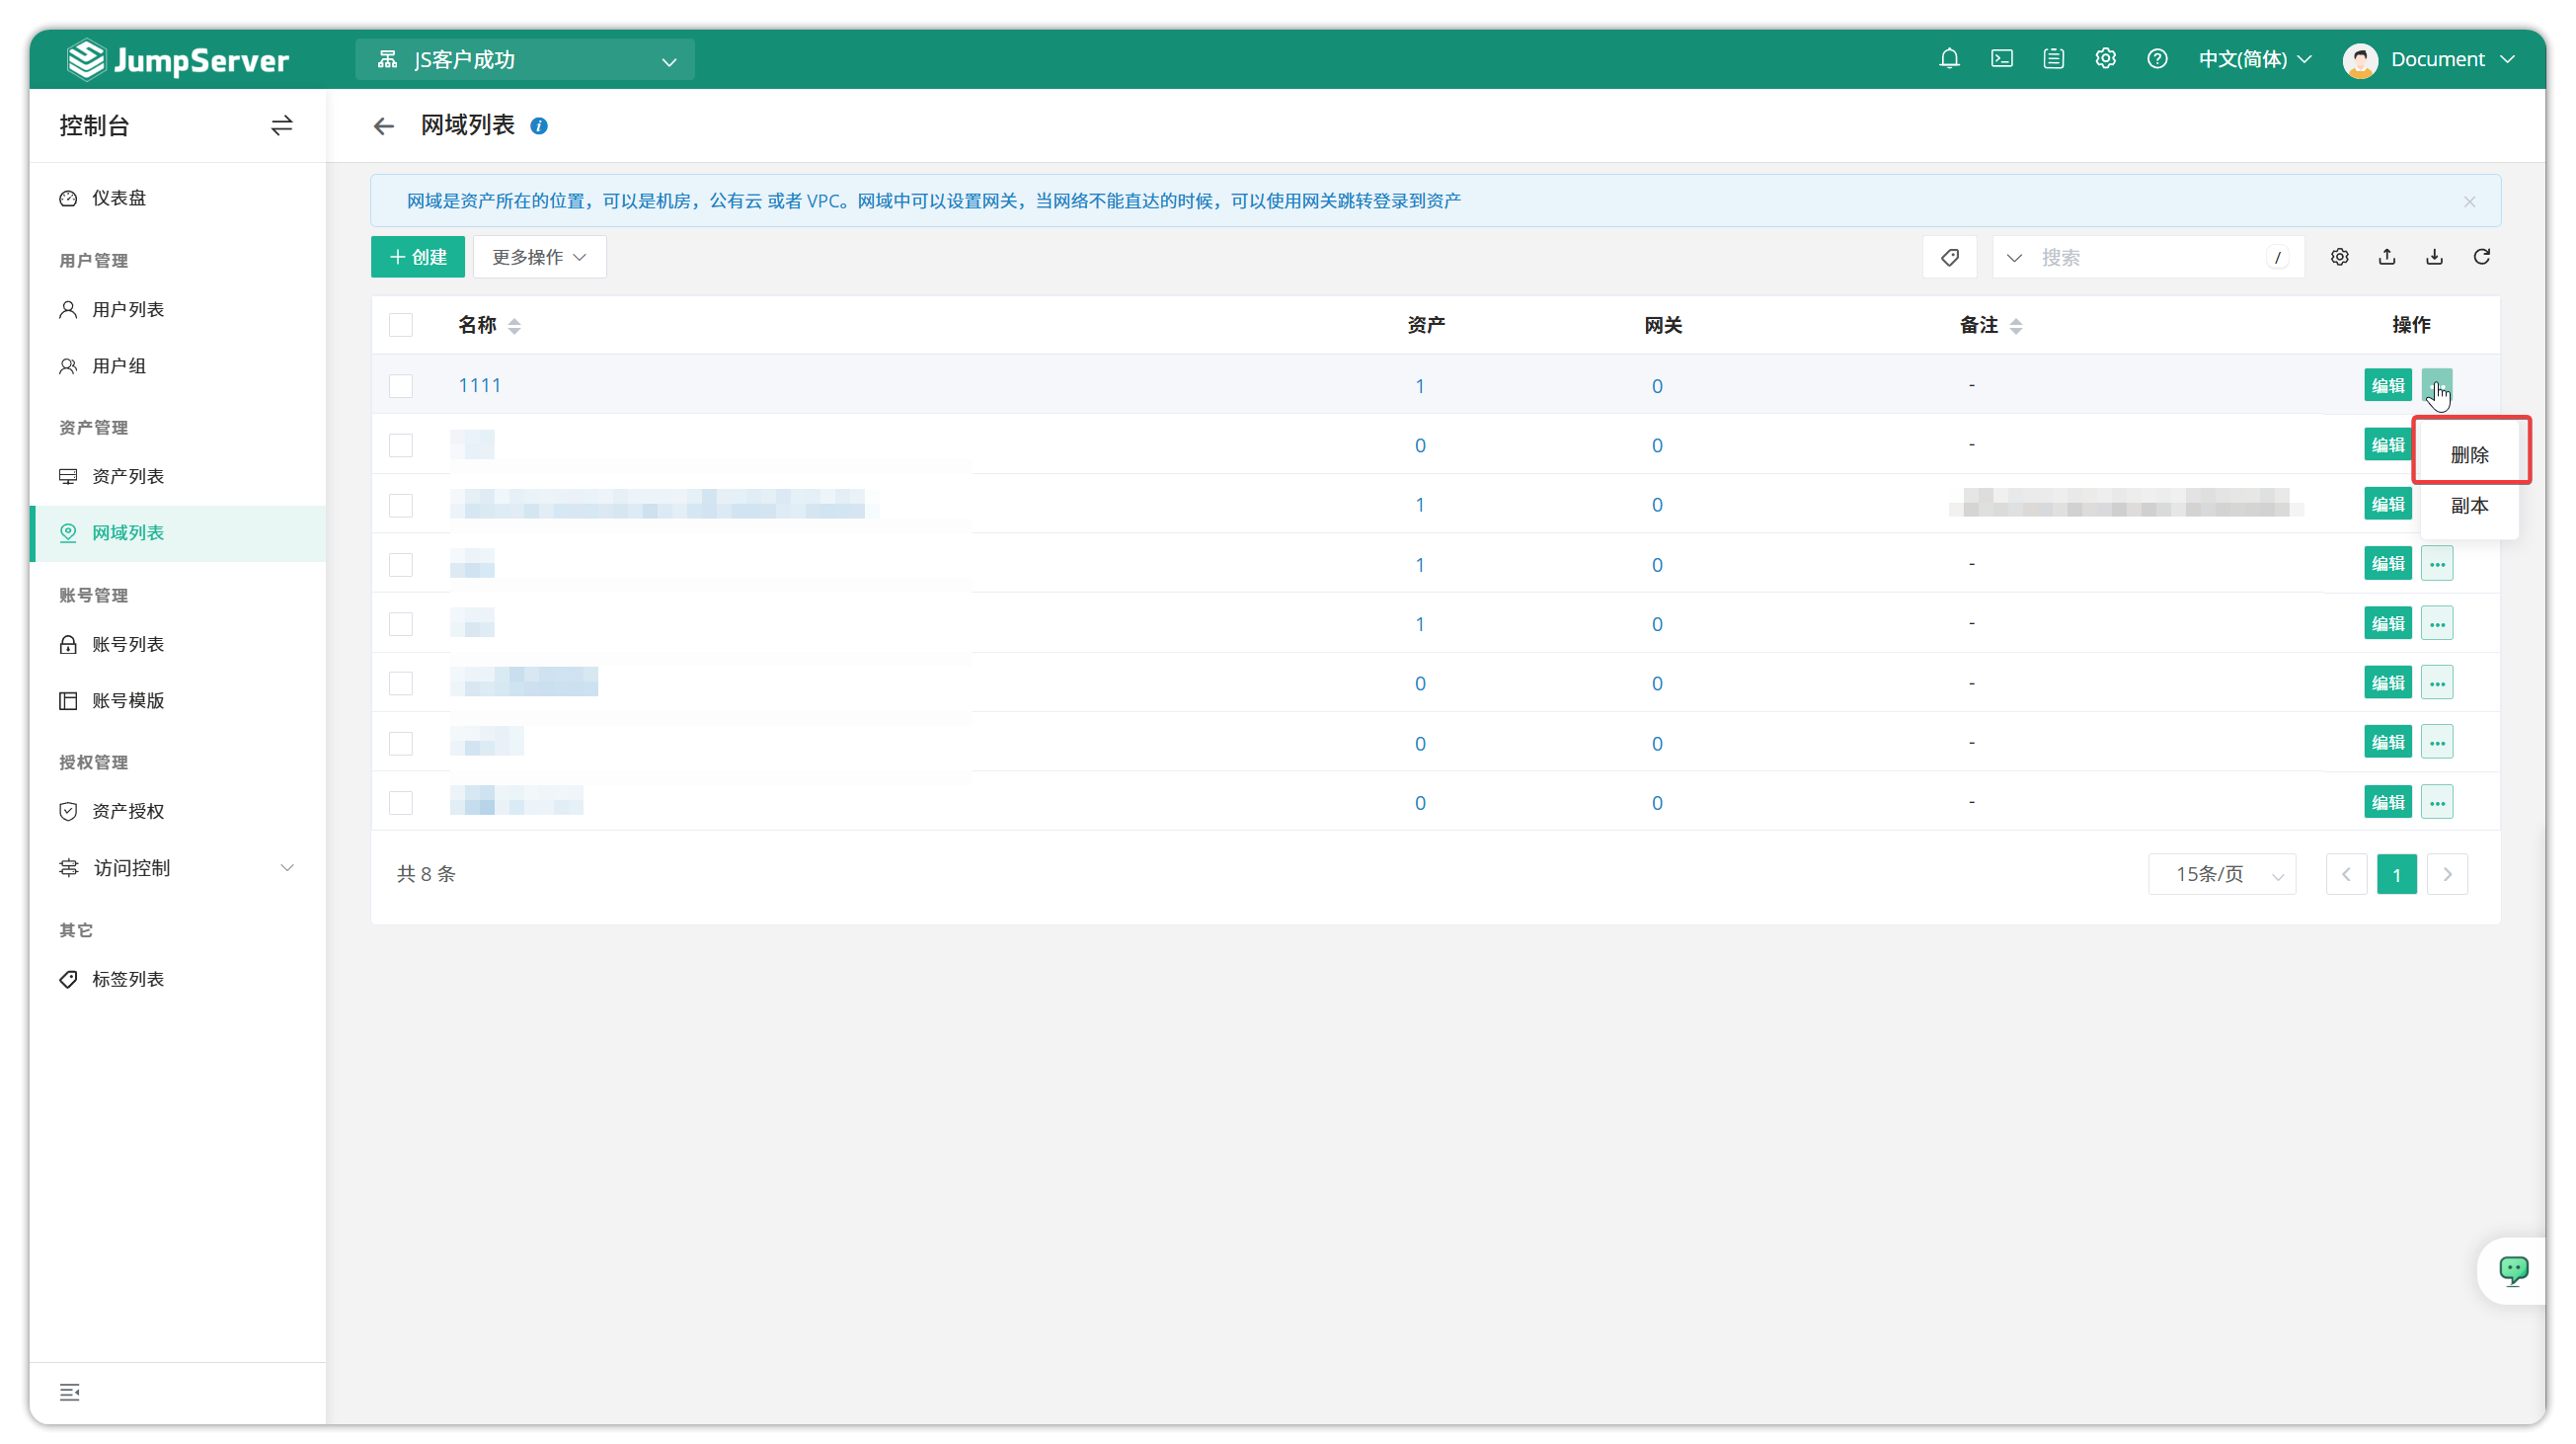 JumpServer
JS客户成功
中文(简体)
Document
控制台
网域列表
仪表盘
用户管理
用户列表
用户组
资产管理
资产列表
网域列表
账号管理
账号列表
账号模版
授权管理
资产授权
访问控制
其它
标签列表
网域是资产所在的位置，可以是机房，公有云 或者 VPC。网域中可以设置网关，当网络不能直达的时候，可以使用网关跳转登录到资产
创建 更多操作 搜索 /
名称 资产 网关 备注 操作
1111 1 0 - 编辑
0 0 - 编辑
删除
1 0 编辑
副本
1 0 - 编辑 ...
1 0 - 编辑 ...
0 0 - 编辑 ...
0 0 - 编辑 ...
0 0 - 编辑 ...
共 8 条 15条/页 1